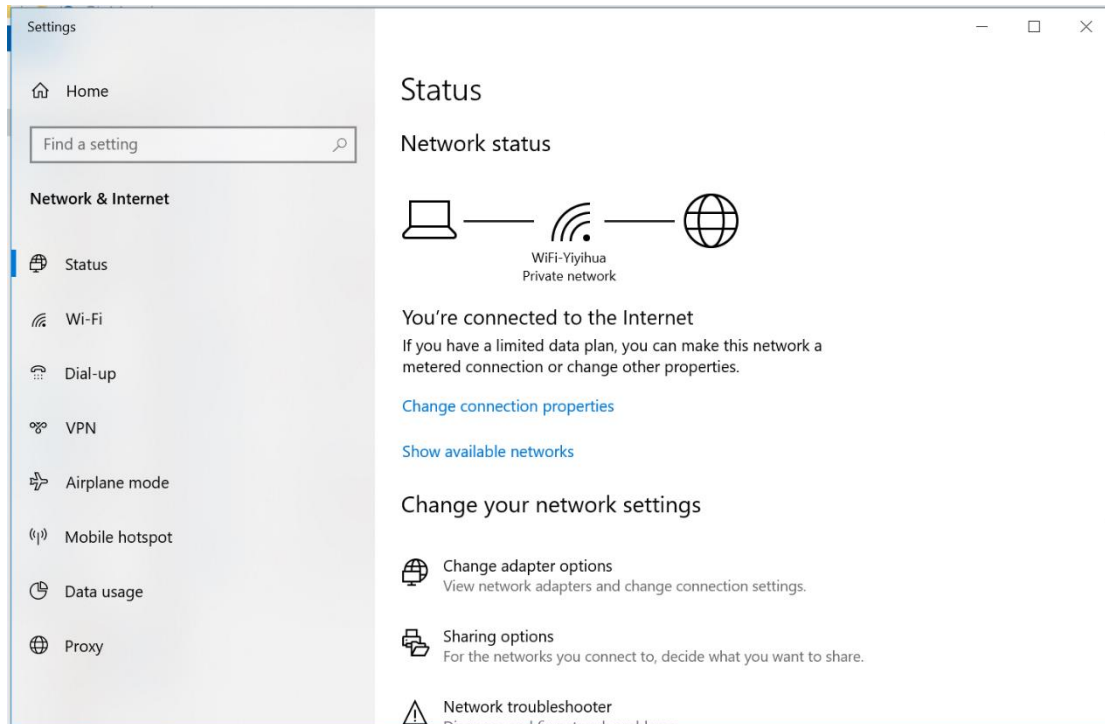 Settings
Home
Find a setting
Network & Internet
Status
Wi-Fi
Dial-up
VPN
Airplane mode
Mobile hotspot
Data usage
Proxy
Status
Network status
WiFi-Yiyihua
Private network
You're connected to the Internet
If you have a limited data plan, you can make this network a
metered connection or change other properties.
Change connection properties
Show available networks
Change your network settings
Change adapter options
View network adapters and change connection settings.
Sharing options
For the networks you connect to, decide what you want to share.
Network troubleshooter